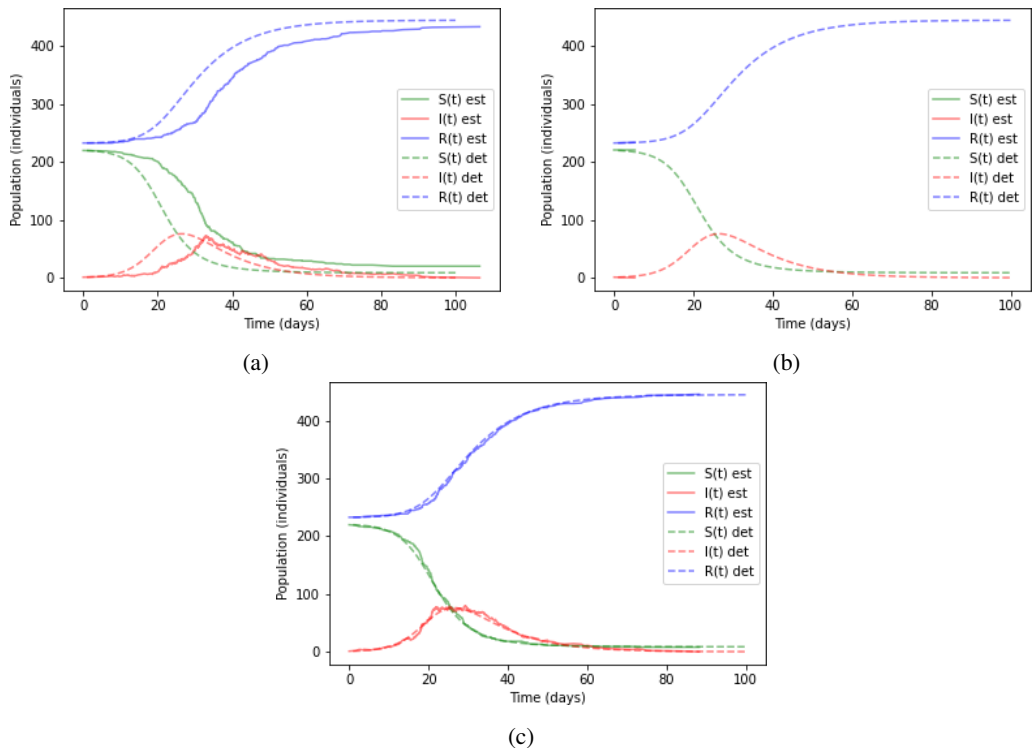 400
300
200
100
0
Population (individuals)
S(t) est
I(t) est
R(t) est
S(t) det
I(t) det
R(t) det
0 20 40 60 80 100
Time (days)
(a)
400
300
200
100
0
Population (individuals)
S(t) est
I(t) est
R(t) est
S(t) det
I(t) det
R(t) det
0 20 40 60 80 100
Time (days)
(b)
400
300
200
100
0
Population (individuals)
S(t) est
I(t) est
R(t) est
S(t) det
I(t) det
R(t) det
0 20 40 60 80 100
Time (days)
(c)